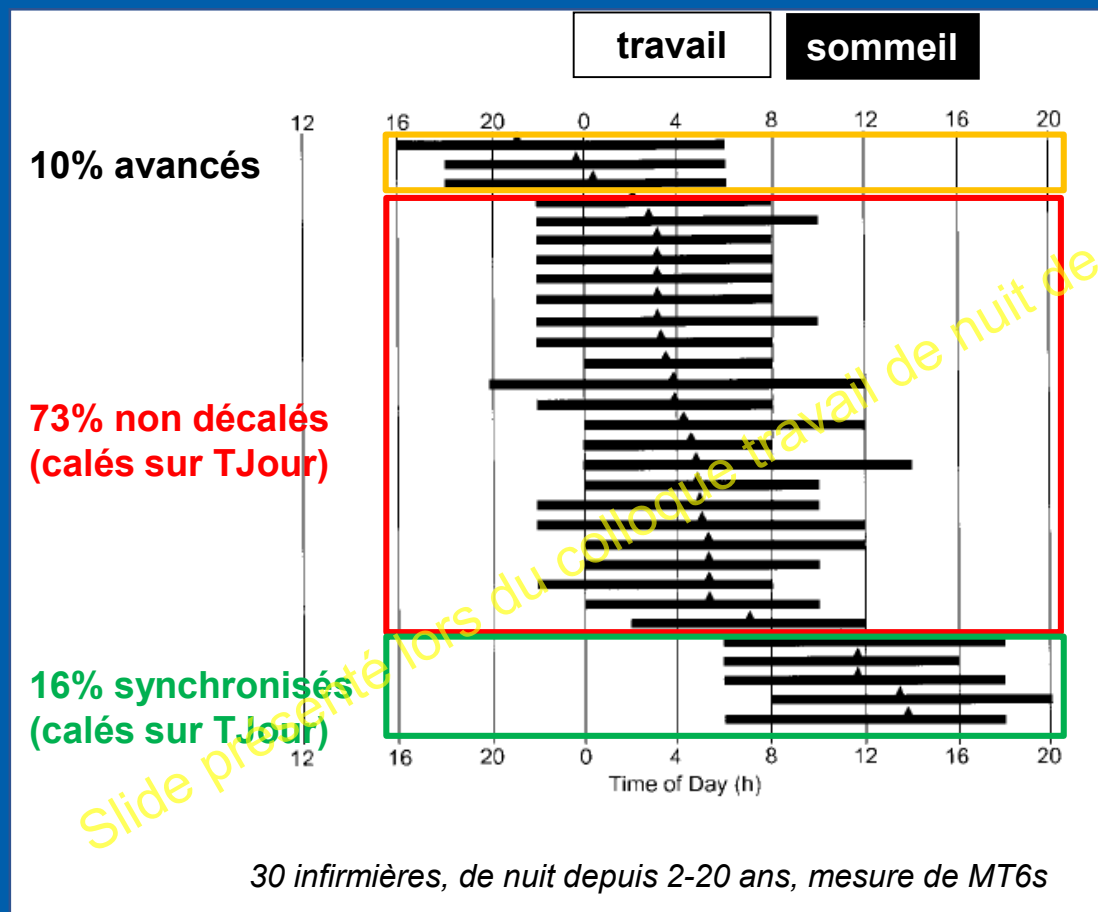 travail sommeil
12 16 20 0 4 8 12 16 20
10% avancés
73% non décalés
(calés sur TJour)
16% synchronisés
(calés sur TJour)
12 16 20 0 4 8 12 16 20
Time of Day (h)
Slide présenté lors du colloque travail de nuit de
30 infirmières, de nuit depuis 2-20 ans, mesure de MT6s